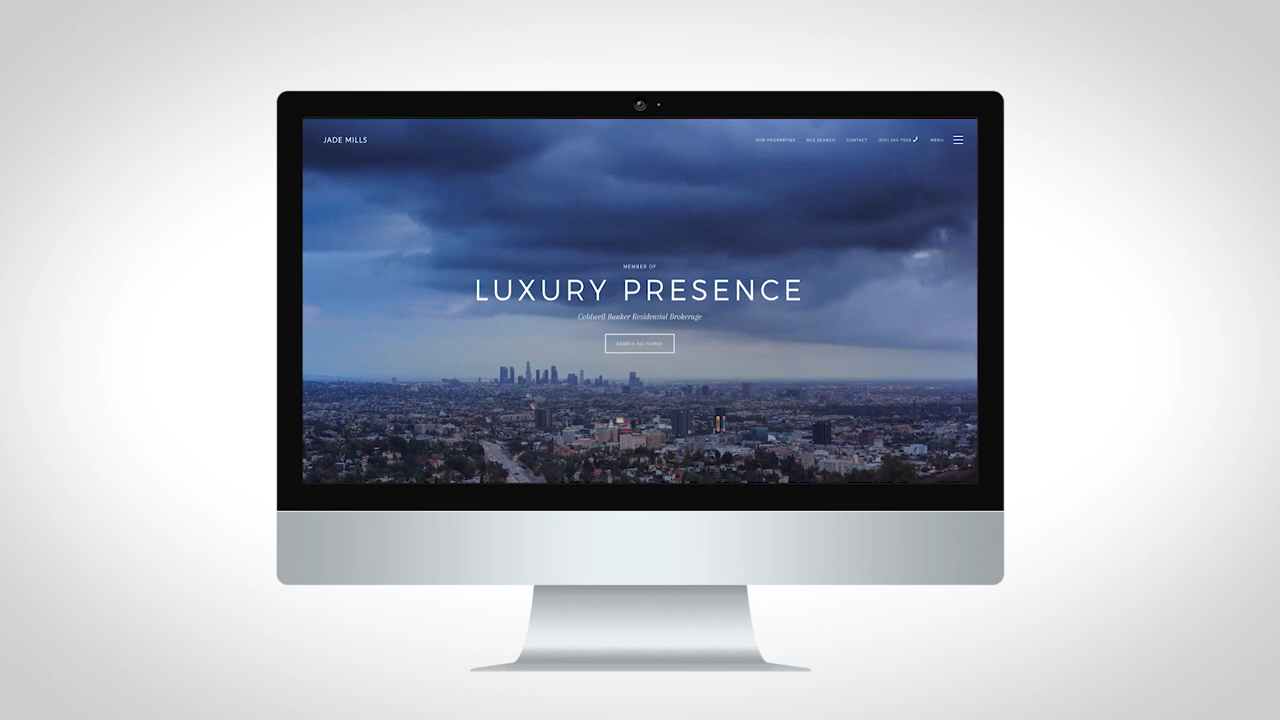 JADE MILLS
OUR PROPERTIES MLS SEARCH CONTACT MENU
MEMBER OF
LUXURY PRESENCE
Coldwell Banker Residential Brokerage
SEARCH ALL HOMES